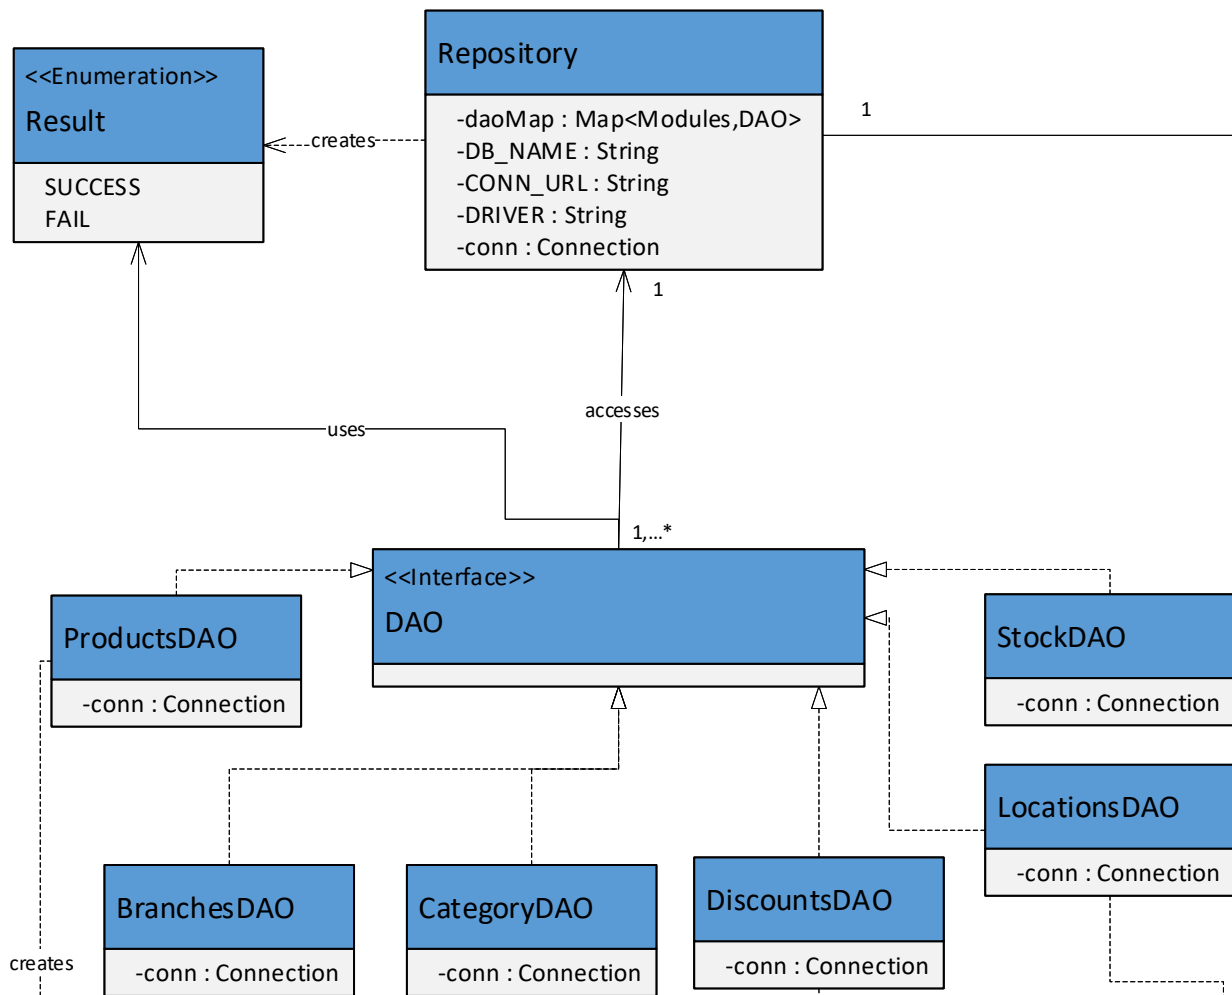 Repository
-daoMap : Map<Modules,DAO>
-DB_NAME : String
-CONN_URL : String
-DRIVER : String
-conn : Connection
<<Enumeration>>
Result
SUCCESS
FAIL
creates
1
1
accesses
uses
1,...*
<<Interface>>
DAO
ProductsDAO
-conn : Connection
StockDAO
-conn : Connection
LocationsDAO
-conn : Connection
BranchesDAO
-conn : Connection
CategoryDAO
-conn : Connection
DiscountsDAO
-conn : Connection
creates